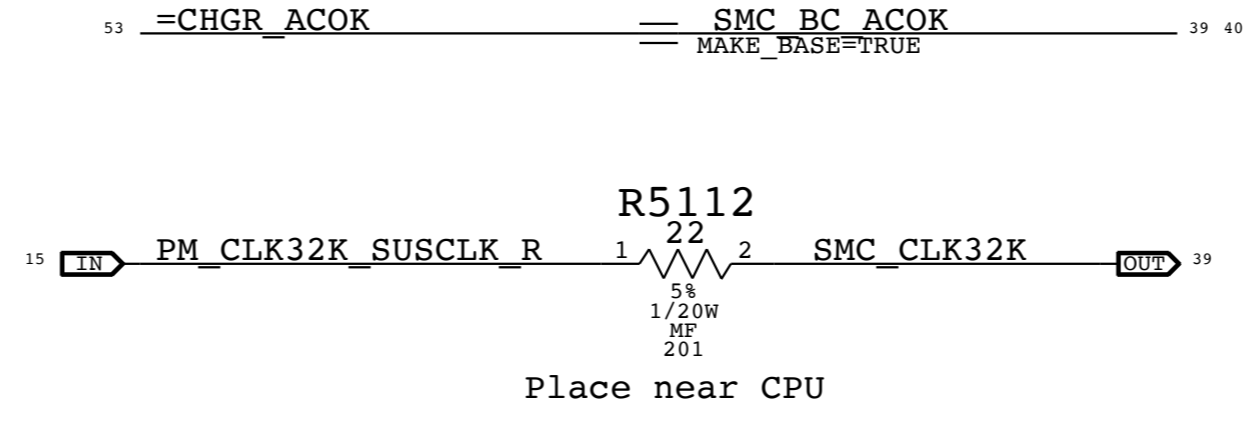 53 =CHGR_ACOK SMC_BC_ACOK 39 40
MAKE_BASE=TRUE
R5112
22
15 IN PM_CLK32K_SUSCLK_R 1 2 SMC_CLK32K OUT 39
5%
1/20W
MF
201
Place near CPU